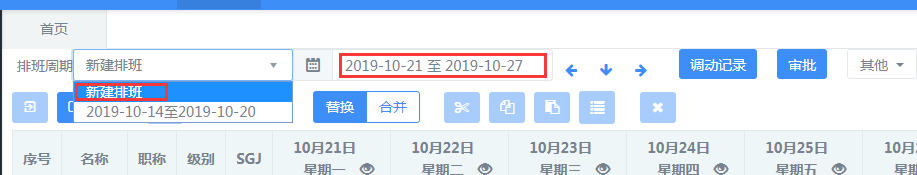 首页
排班周期 新建排班 2019-10-21 至 2019-10-27 调动记录 审批 其他
新建排班
2019-10-14至2019-10-20
替换 合并
序号 名称 职称 级别 SGJ
10月21日 10月22日 10月23日 10月24日 10月25日
星期一 星期二 星期三 星期四 星期五